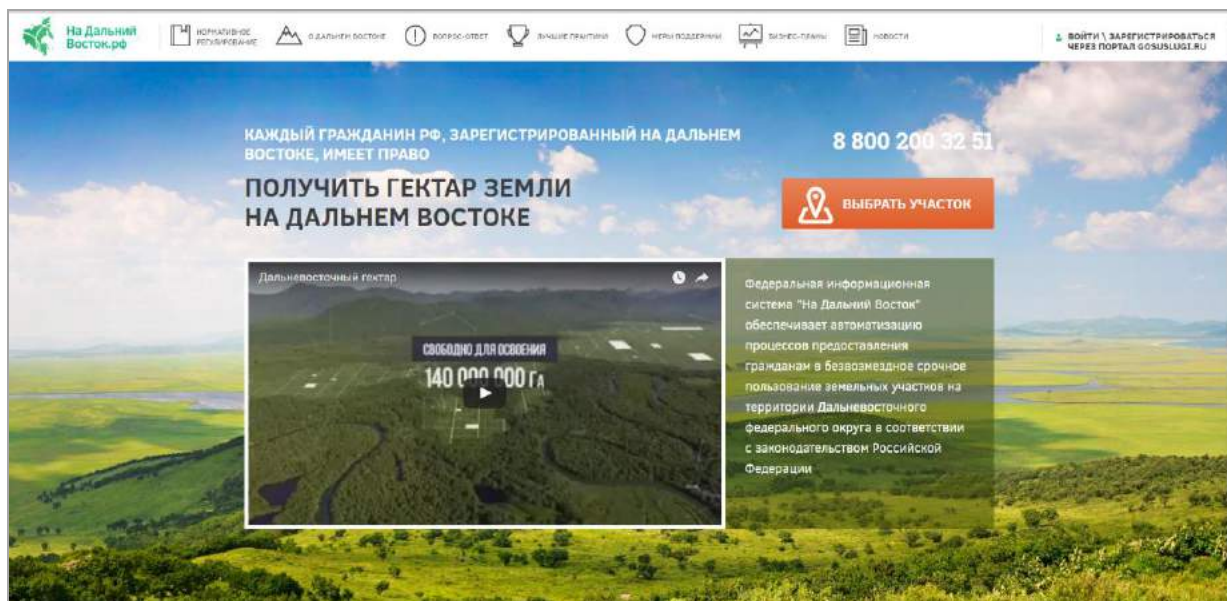 На Дальний
Восток.рф
НОРМАТИВНОЕ
РЕГУЛИРОВАНИЕ
О ДАЛЬНЕМ ВОСТОКЕ
ВОПРОС-ОТВЕТ
ЛУЧШИЕ ПРАКТИКИ
МЕРЫ ПОДДЕРЖКИ
БИЗНЕС-ПЛАНЫ
НОВОСТИ
ВОЙТИ \ ЗАРЕГИСТРИРОВАТЬСЯ
ЧЕРЕЗ ПОРТАЛ GOSUSLUGI.RU
КАЖДЫЙ ГРАЖДАНИН РФ, ЗАРЕГИСТРИРОВАННЫЙ НА ДАЛЬНЕМ
ВОСТОКЕ, ИМЕЕТ ПРАВО
ПОЛУЧИТЬ ГЕКТАР ЗЕМЛИ
НА ДАЛЬНЕМ ВОСТОКЕ
8 800 200 32 51
ВЫБРАТЬ УЧАСТОК
Дальневосточный гектар
СВОБОДНО ДЛЯ ОСВОЕНИЯ
140 000 000 ГА
Федеральная информационная
система "На Дальний Восток"
обеспечивает автоматизацию
процессов предоставления
гражданам в безвозмездное срочное
пользование земельных участков на
территории Дальневосточного
федерального округа в соответствии
с законодательством Российской
Федерации